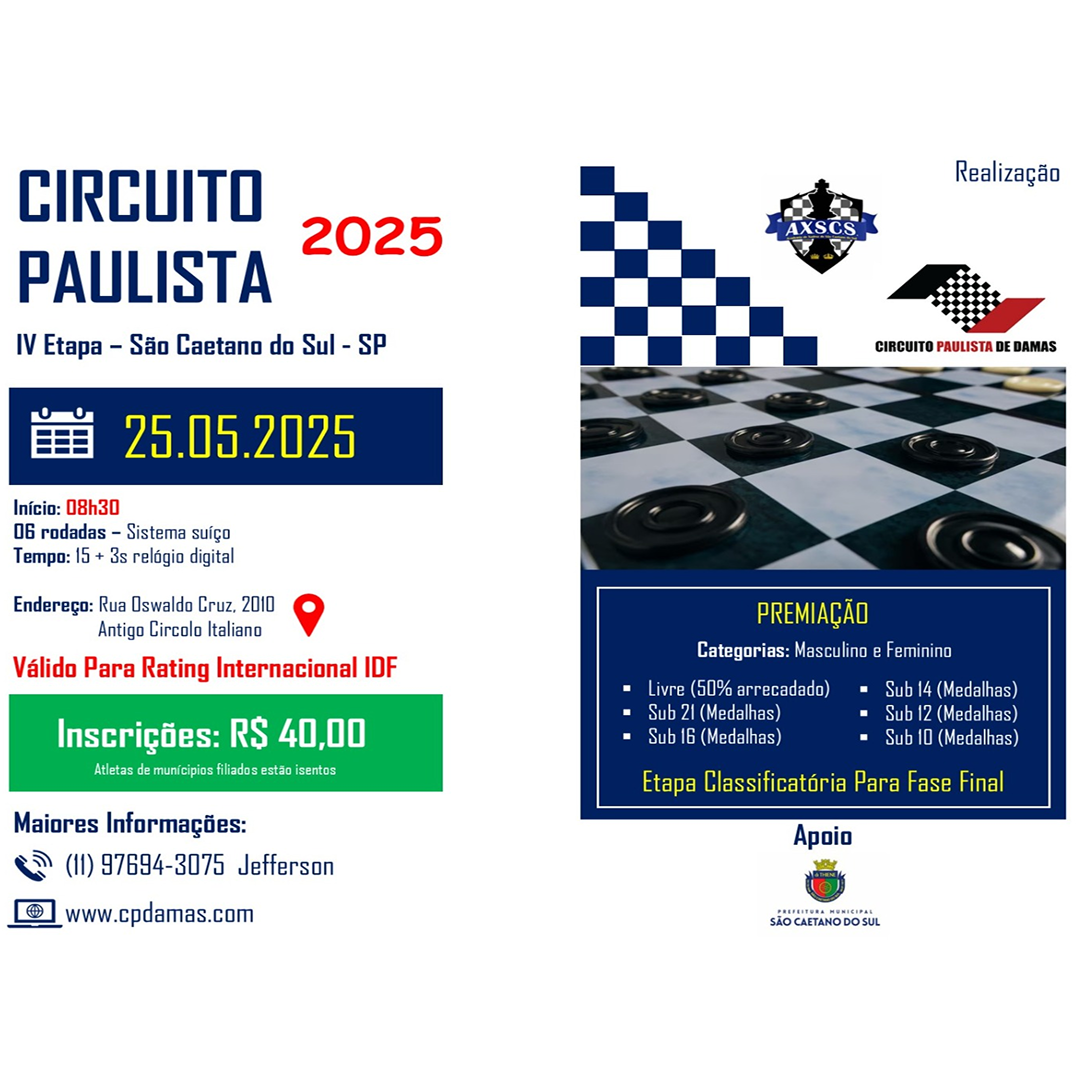 CIRCUITO
PAULISTA
2025
IV Etapa – São Caetano do Sul - SP
25.05.2025
Início: 08h30
06 rodadas – Sistema suíço
Tempo: 15 + 3s relógio digital
Endereço: Rua Oswaldo Cruz, 2010
Antigo Circolo Italiano
Válido Para Rating Internacional IDF
Inscrições: R$ 40,00
Atletas de munícipios filiados estão isentos
Maiores Informações:
(11) 97694-3075 Jefferson
www.cpdamas.com
Realização
AXSCS
CIRCUITO PAULISTA DE DAMAS
PREMIAÇÃO
Categorias: Masculino e Feminino
▪ Livre (50% arrecadado)
▪ Sub 21 (Medalhas)
▪ Sub 16 (Medalhas)
▪ Sub 14 (Medalhas)
▪ Sub 12 (Medalhas)
▪ Sub 10 (Medalhas)
Etapa Classificatória Para Fase Final
Apoio
PREFEITURA MUNICIPAL
SÃO CAETANO DO SUL